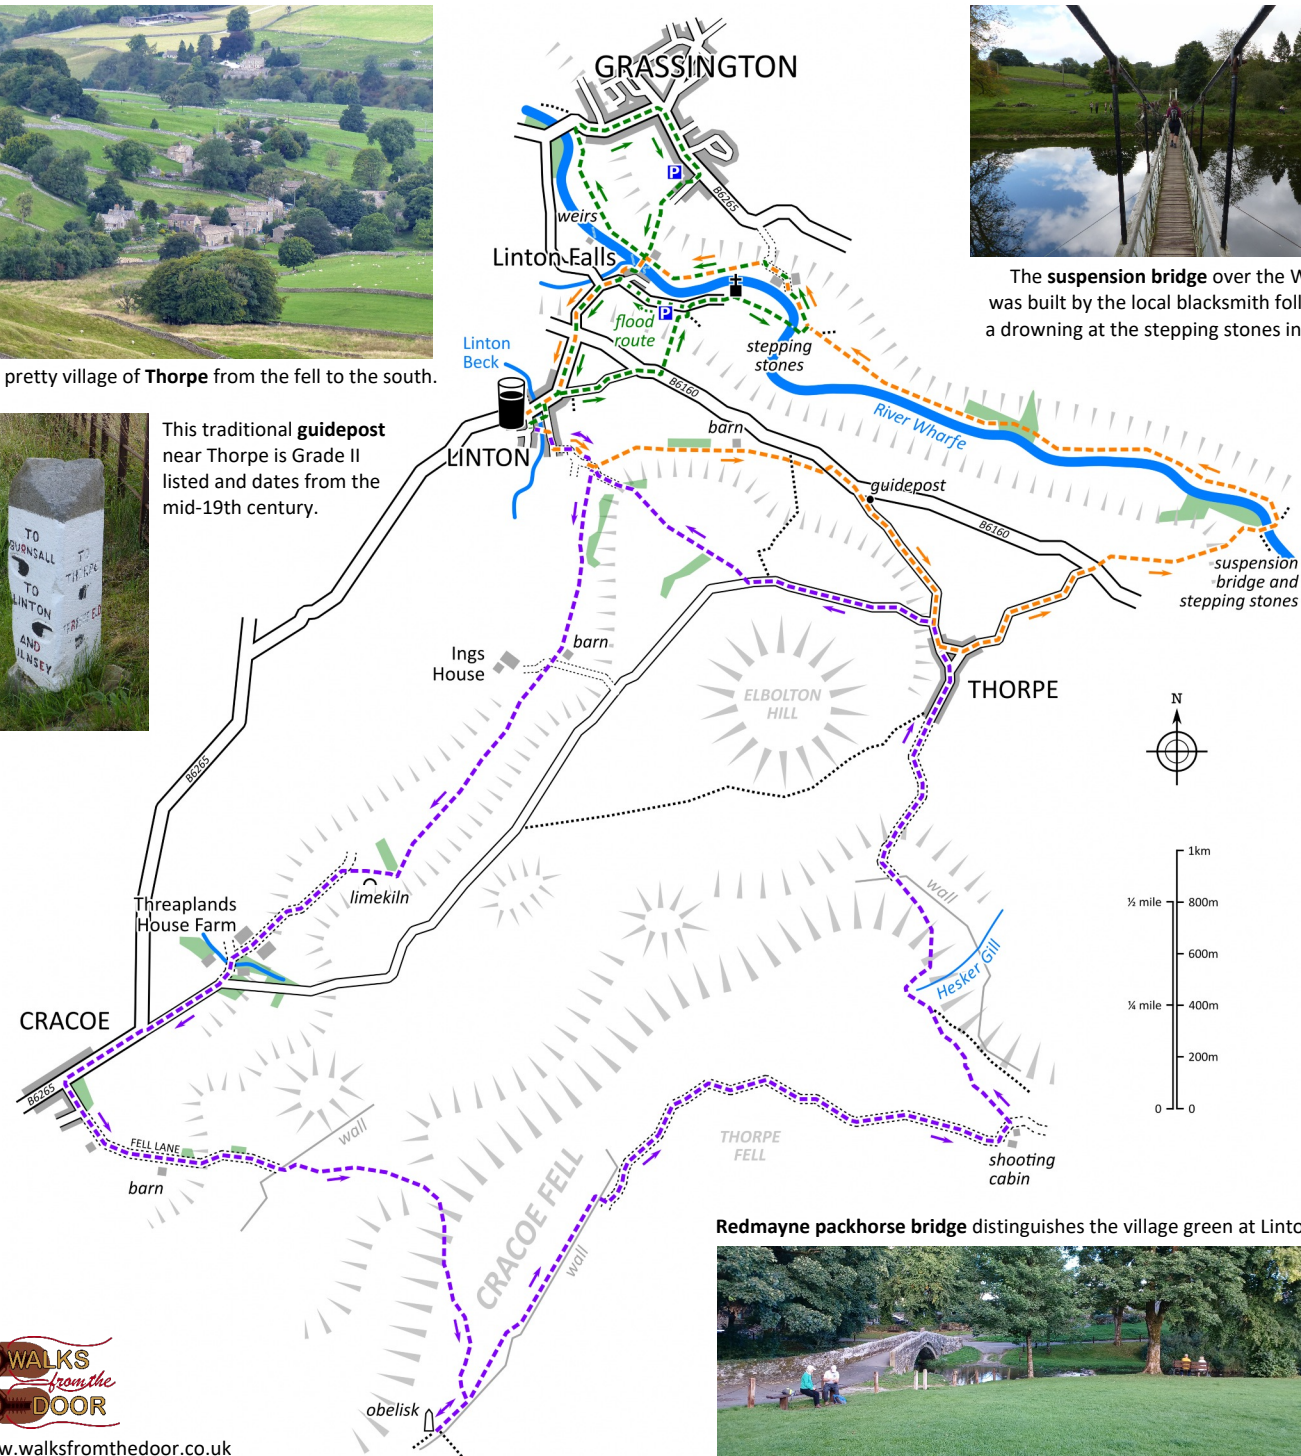 GRASSINGTON
P
B6265
weirs
Linton Falls
flood
route
P
stepping
stones
Linton
Beck
B6160
River Wharfe
barn
LINTON
guidepost
B6160
suspension
bridge and
stepping stones
The suspension bridge over the W
was built by the local blacksmith foll
a drowning at the stepping stones in
pretty village of Thorpe from the fell to the south.
This traditional guidepost
near Thorpe is Grade II
listed and dates from the
mid-19th century.
TO
BURNSALL
TO
LINTON
AND
ILNSEY
TO
THORPE
Ings
House
barn
ELBOLTON
HILL
THORPE
N
B6265
limekiln
Threaplands
House Farm
wall
Hesker Gill
1km
½ mile
800m
600m
¼ mile
400m
200m
0
0
CRACOE
B6265
FELL LANE
barn
wall
THORPE
FELL
shooting
cabin
CRACOE FELL
wall
obelisk
Redmayne packhorse bridge distinguishes the village green at Linto
WALKS
from the
DOOR
w.walksfromthedoor.co.uk